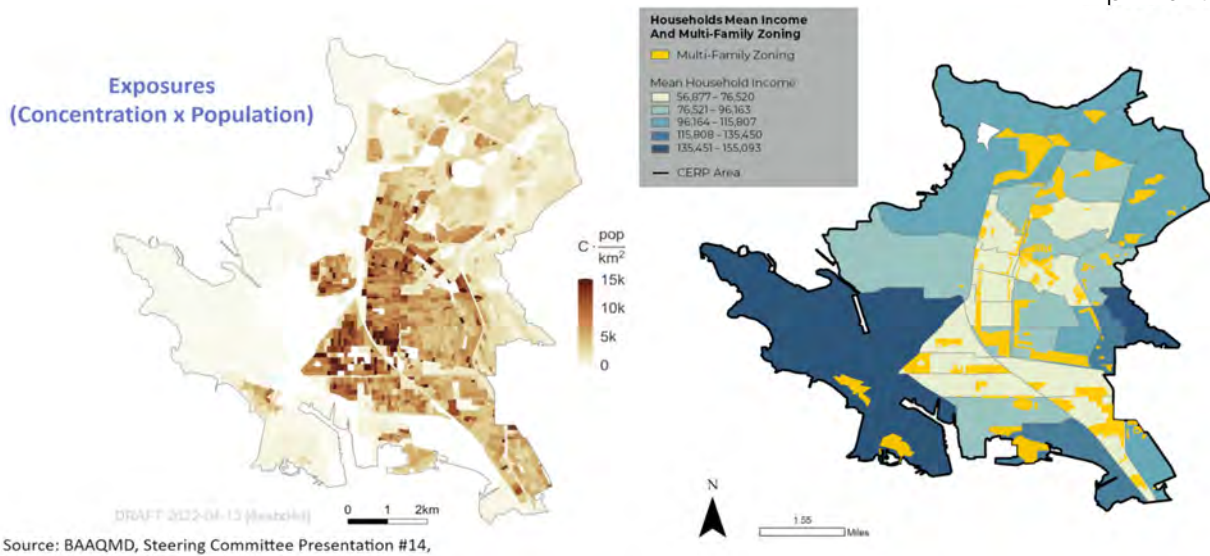 Exposures
(Concentration x Population)
C · pop
km²
15k
10k
5k
0
0 1 2km
Source: BAAQMD, Steering Committee Presentation #14,
Households Mean Income
And Multi-Family Zoning
Multi-Family Zoning
Mean Household Income
56,877 – 76,520
76,521 – 96,163
96,164 – 115,807
115,808 – 135,450
135,451 – 155,093
CERP Area
N
1.55
Miles